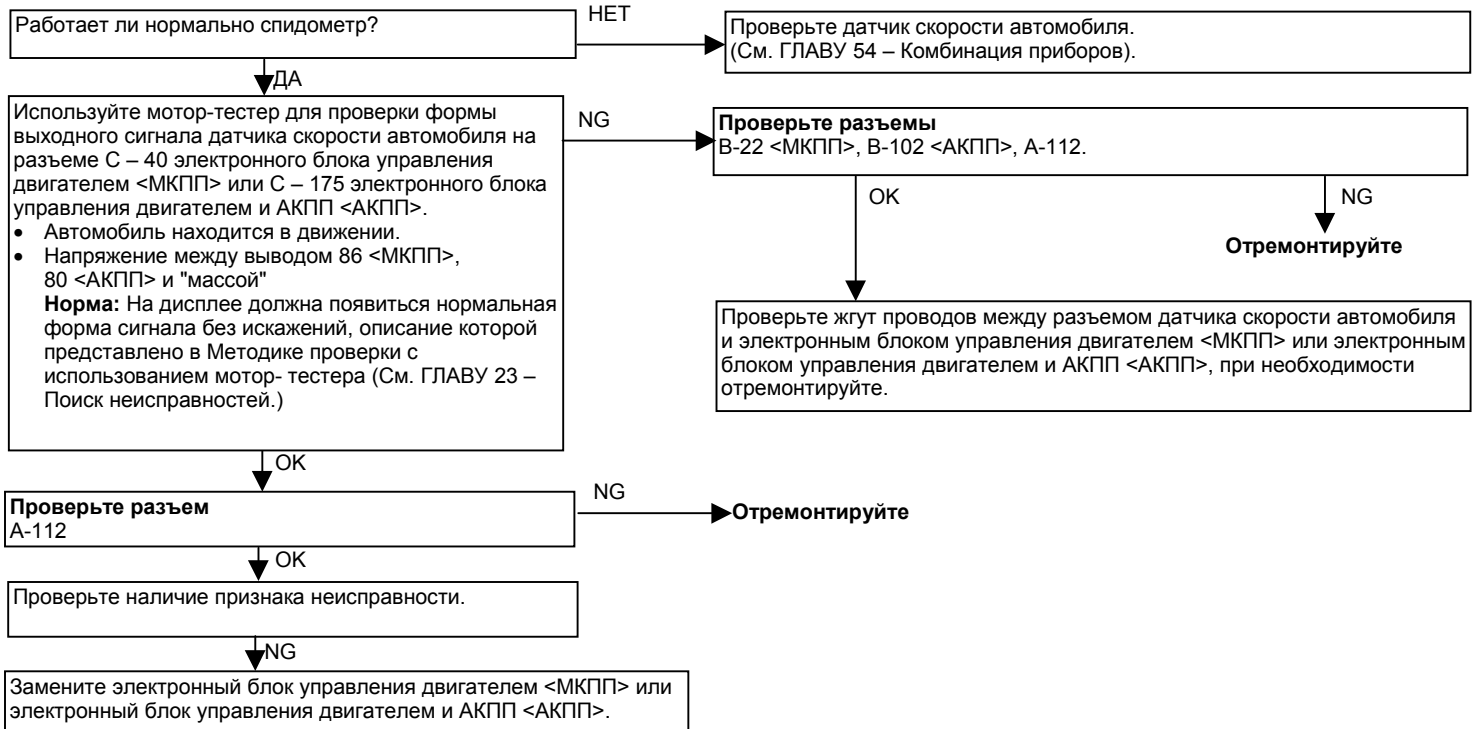 Работает ли нормально спидометр?
НЕТ
Проверьте датчик скорости автомобиля.
(См. ГЛАВУ 54 – Комбинация приборов).
ДА
Используйте мотор-тестер для проверки формы
выходного сигнала датчика скорости автомобиля на
разъеме С – 40 электронного блока управления
двигателем <МКПП> или С – 175 электронного блока
управления двигателем и АКПП <АКПП>.
• Автомобиль находится в движении.
• Напряжение между выводом 86 <МКПП>,
80 <АКПП> и "массой"
Норма: На дисплее должна появиться нормальная
форма сигнала без искажений, описание которой
представлено в Методике проверки с
использованием мотор- тестера (См. ГЛАВУ 23 –
Поиск неисправностей.)
NG
Проверьте разъемы
В-22 <МКПП>, В-102 <АКПП>, А-112.
OK
NG
Отремонтируйте
Проверьте жгут проводов между разъемом датчика скорости автомобиля
и электронным блоком управления двигателем <МКПП> или электронным
блоком управления двигателем и АКПП <АКПП>, при необходимости
отремонтируйте.
OK
Проверьте разъем
А-112
NG
Отремонтируйте
OK
Проверьте наличие признака неисправности.
NG
Замените электронный блок управления двигателем <МКПП> или
электронный блок управления двигателем и АКПП <АКПП>.